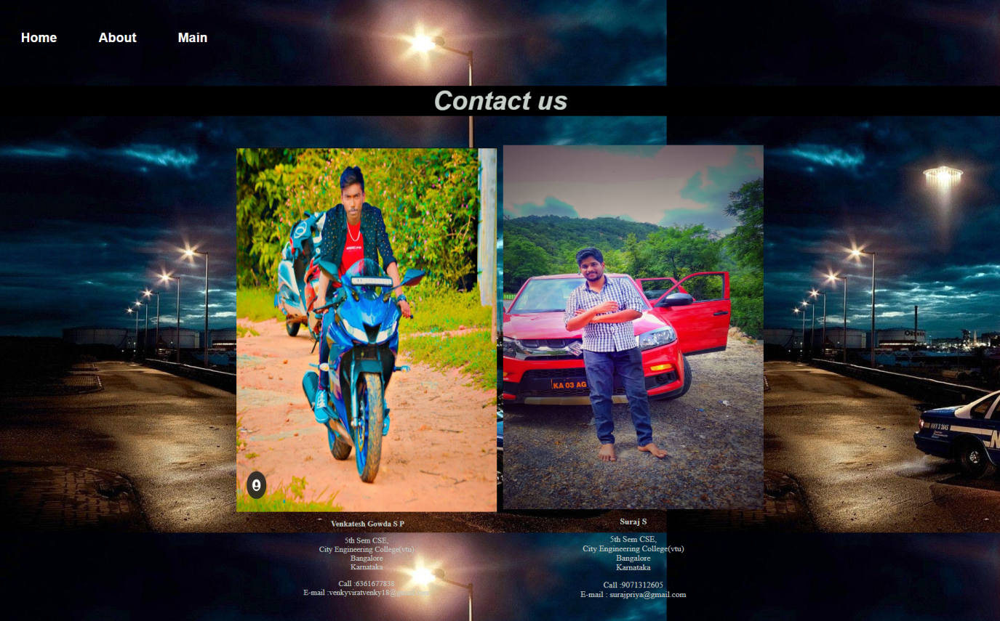 Home
About
Main
Contact us
KA 03 AG
Venkatesh Gowda S P
5th Sem CSE,
City Engineering College(vtu)
Bangalore
Karnataka
Call :6361677838
E-mail :venkyviratvenky18@
Suraj S
5th Sem CSE,
City Engineering College(vtu)
Bangalore
Karnataka
Call :9071312605
E-mail : surajpriya@gmail.com